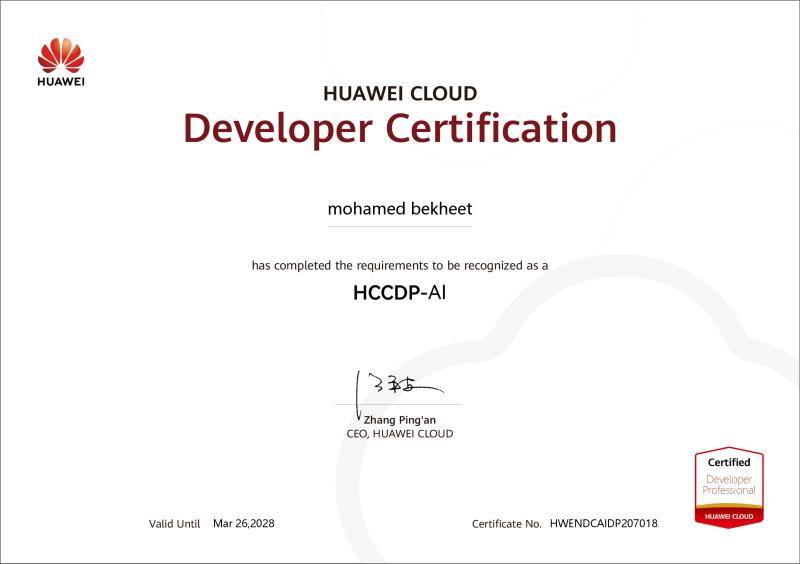 HUAWEI
HUAWEI CLOUD
Developer Certification
mohamed bekheet
has completed the requirements to be recognized as a
HCCDP-AI
Zhang Ping'an
CEO, HUAWEI CLOUD
Certified
Developer
Professional
HUAWEI CLOUD
Valid Until Mar 26,2028
Certificate No. HWENDCAIDP207018